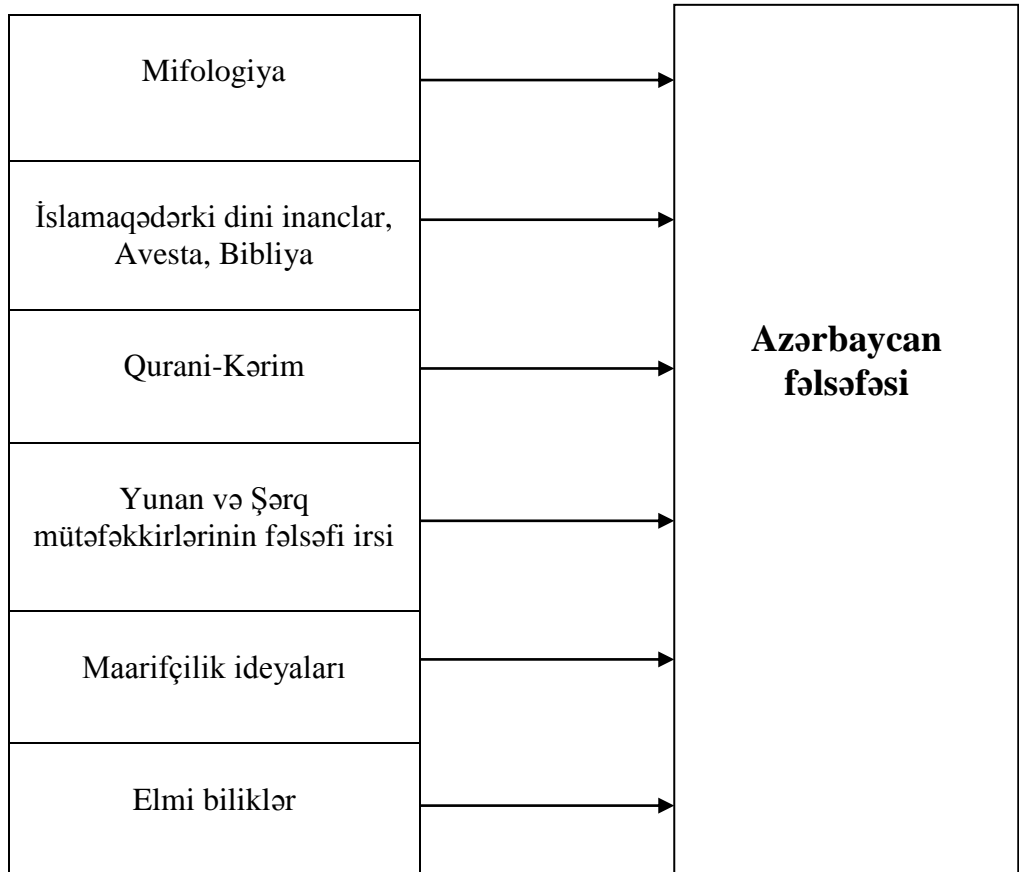 Mifologiya
İslamaqədərki dini inanclar,
Avesta, Bibliya
Qurani-Kərim
Yunan və Şərq
mütəfəkkirlərinin fəlsəfi irsi
Maarifçilik ideyaları
Elmi biliklər
Azərbaycan
fəlsəfəsi